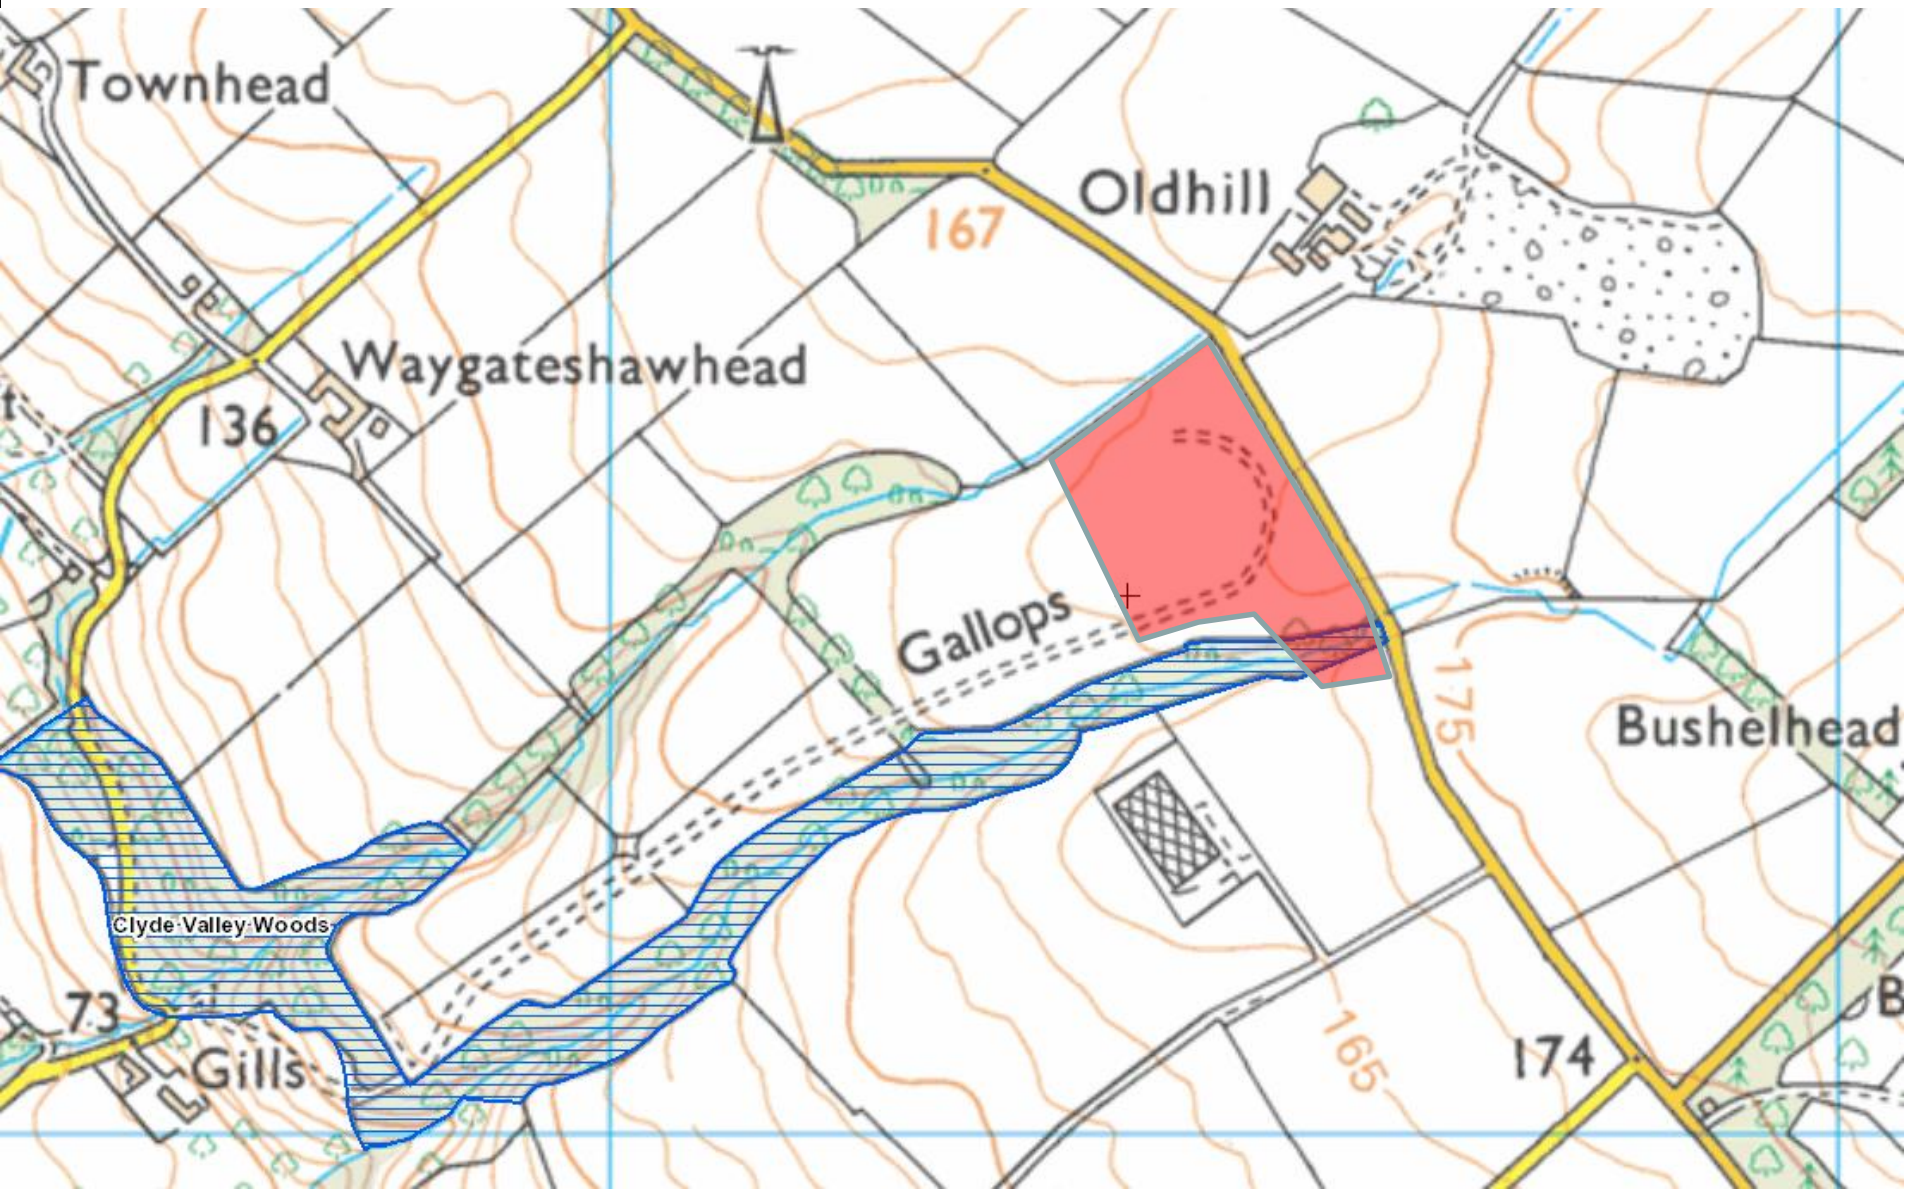 Townhead
Oldhill
167
Waygateshawhead
t
136
Gallops
175
Bushelhead
Clyde Valley Woods
73
B
Gills
174
165